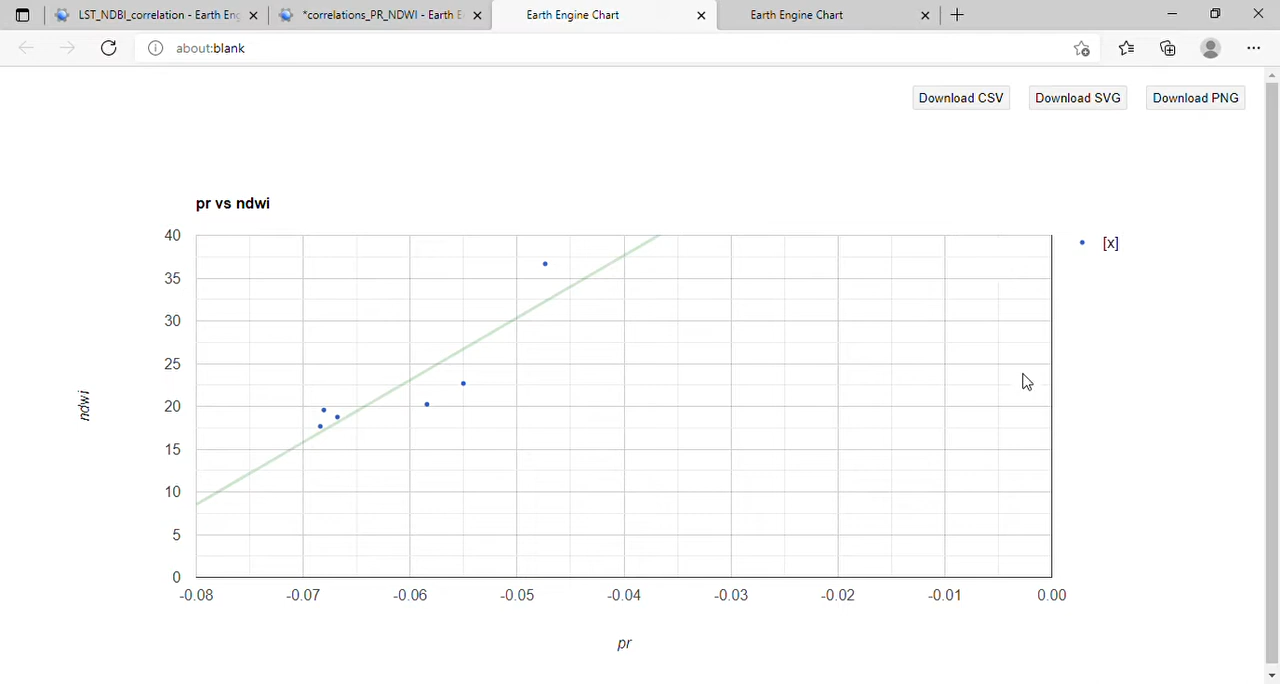 LST_NDBI_correlation - Earth Eng
*correlations_PR_NDWI - Earth E
Earth Engine Chart
Earth Engine Chart
about:blank
Download CSV
Download SVG
Download PNG
pr vs ndwi
[x]
40
35
30
25
20
15
10
5
0
ndwi
-0.08
-0.07
-0.06
-0.05
-0.04
-0.03
-0.02
-0.01
0.00
pr